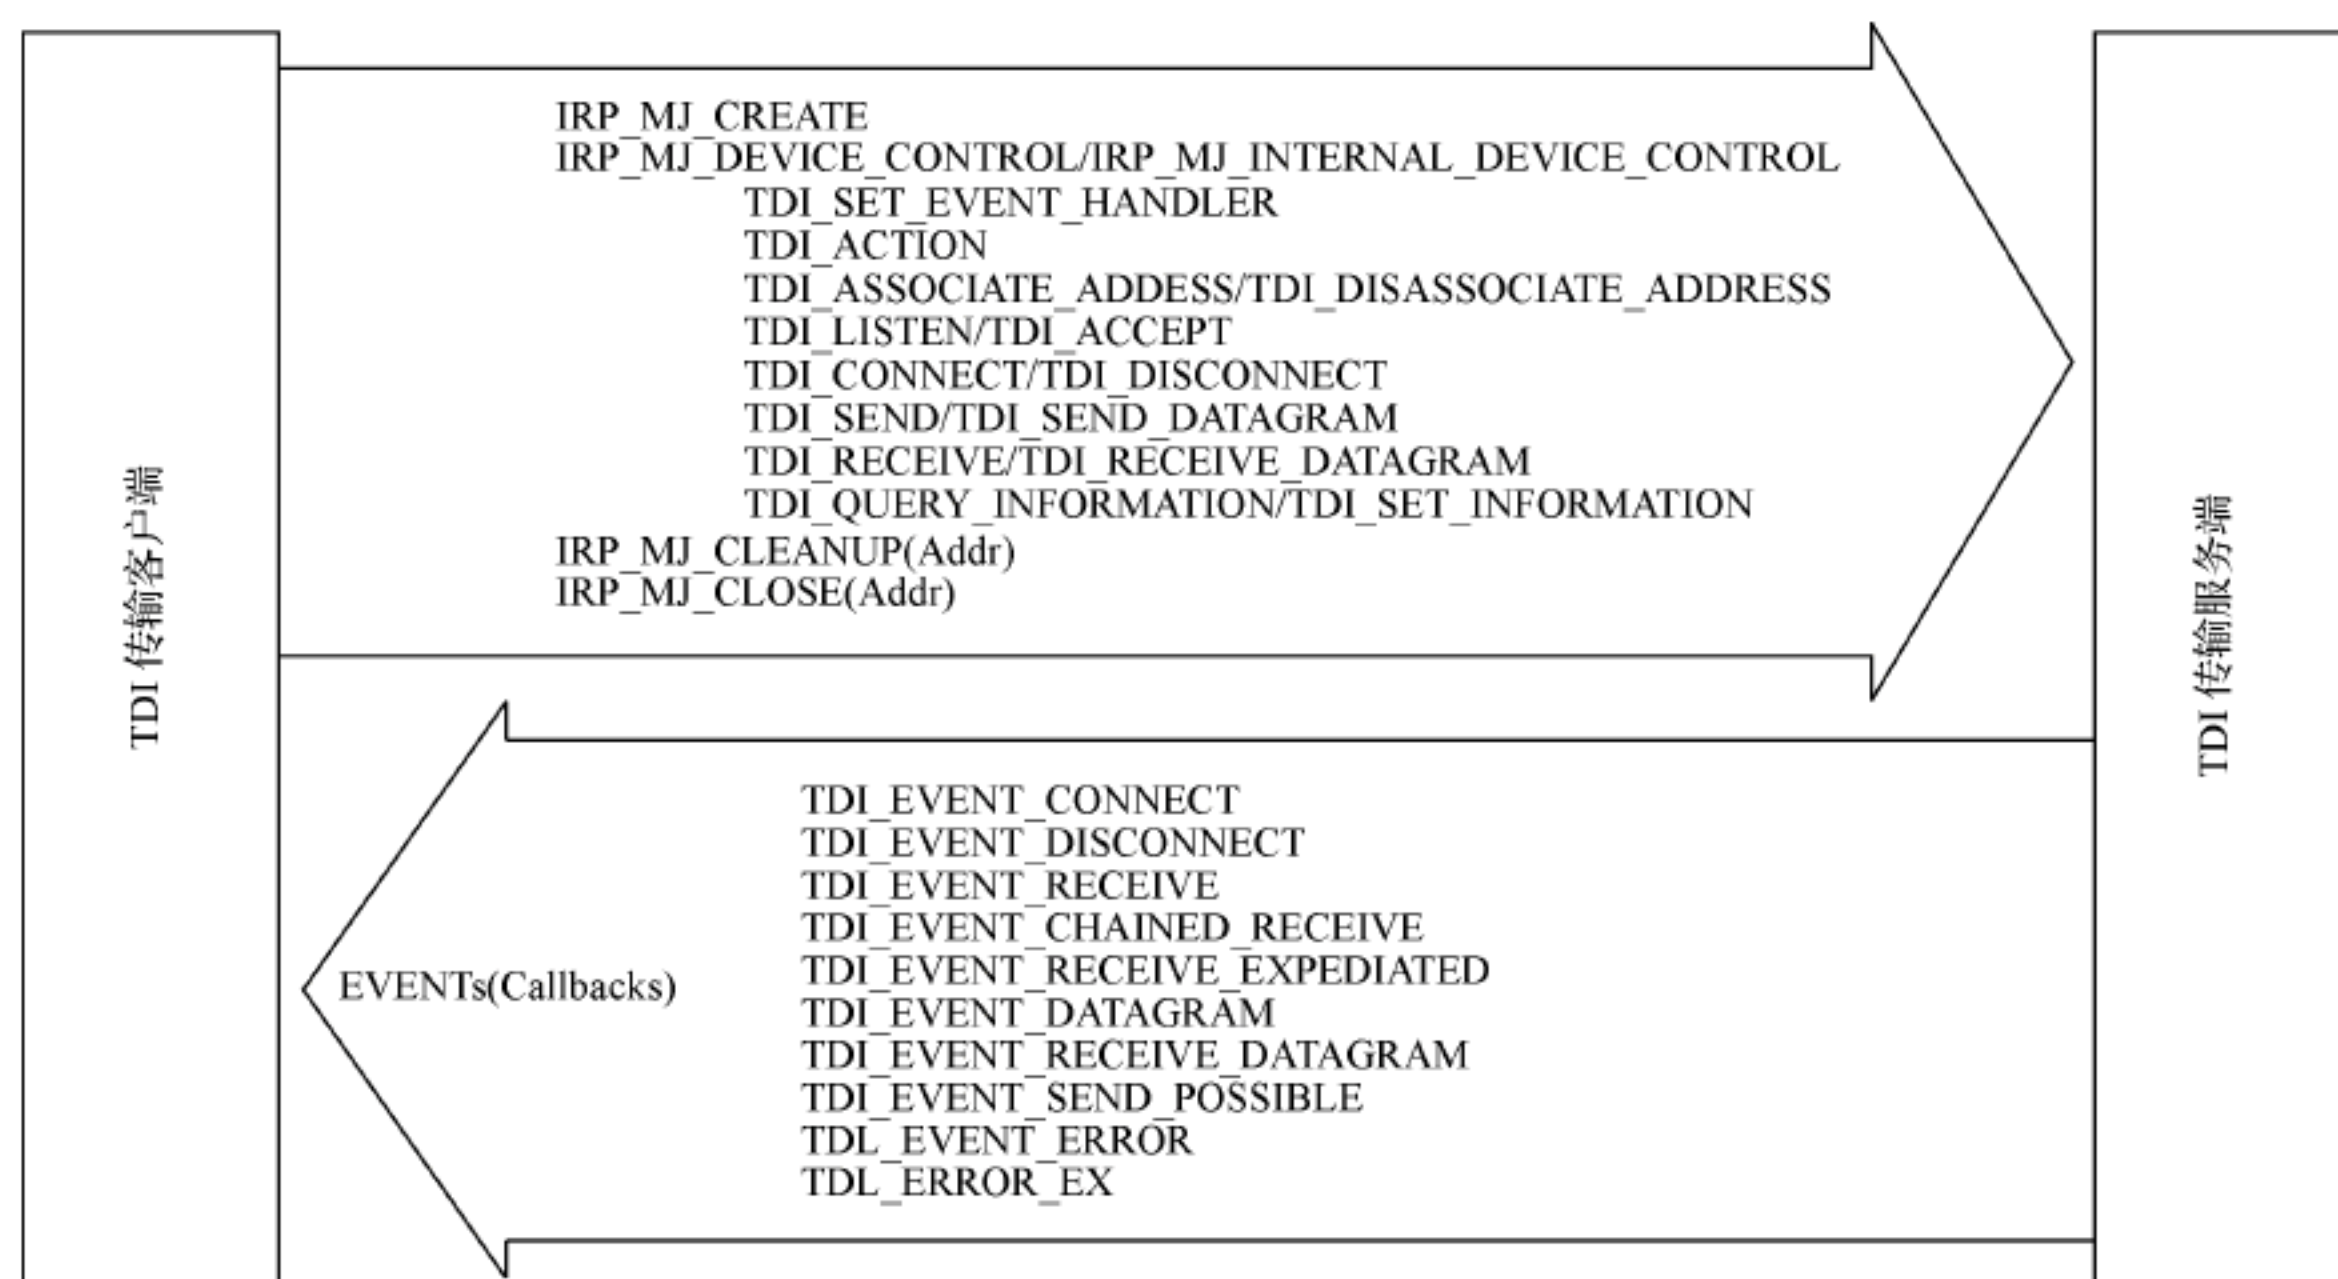 TDI 传输客户端
IRP_MJ_CREATE
IRP_MJ_DEVICE_CONTROL/IRP_MJ_INTERNAL_DEVICE_CONTROL
TDI_SET_EVENT_HANDLER
TDI_ACTION
TDI_ASSOCIATE_ADDESS/TDI_DISASSOCIATE_ADDRESS
TDI_LISTEN/TDI_ACCEPT
TDI_CONNECT/TDI_DISCONNECT
TDI_SEND/TDI_SEND_DATAGRAM
TDI_RECEIVE/TDI_RECEIVE_DATAGRAM
TDI_QUERY_INFORMATION/TDI_SET_INFORMATION
IRP_MJ_CLEANUP(Addr)
IRP_MJ_CLOSE(Addr)
EVENTs(Callbacks)
TDI_EVENT_CONNECT
TDI_EVENT_DISCONNECT
TDI_EVENT_RECEIVE
TDI_EVENT_CHAINED_RECEIVE
TDI_EVENT_RECEIVE_EXPEDIATED
TDI_EVENT_DATAGRAM
TDI_EVENT_RECEIVE_DATAGRAM
TDI_EVENT_SEND_POSSIBLE
TDL_EVENT_ERROR
TDL_ERROR_EX
TDI 传输服务端